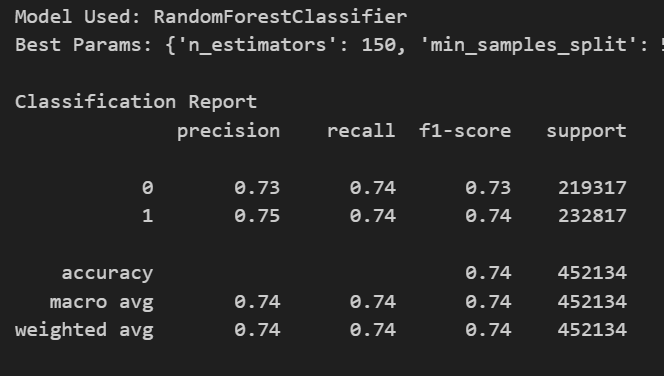 Model Used: RandomForestClassifier
Best Params: {'n_estimators': 150, 'min_samples_split':
Classification Report
precision recall f1-score support
0 0.73 0.74 0.73 219317
1 0.75 0.74 0.74 232817
accuracy 0.74 452134
macro avg 0.74 0.74 0.74 452134
weighted avg 0.74 0.74 0.74 452134